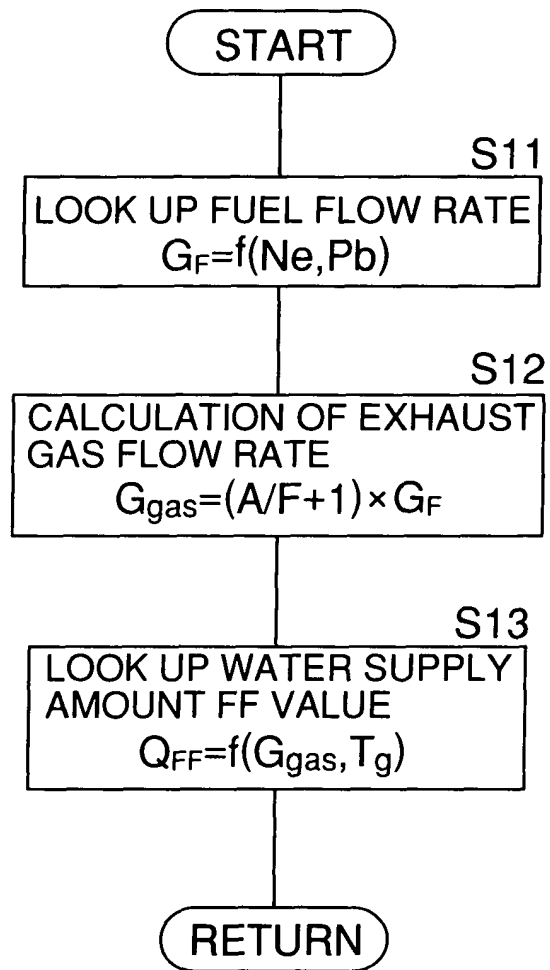 START
S11
LOOK UP FUEL FLOW RATE
GF=f(Ne,Pb)
S12
CALCULATION OF EXHAUST
GAS FLOW RATE
Ggas=(A/F+1)×GF
S13
LOOK UP WATER SUPPLY
AMOUNT FF VALUE
QFF=f(Ggas,Tg)
RETURN